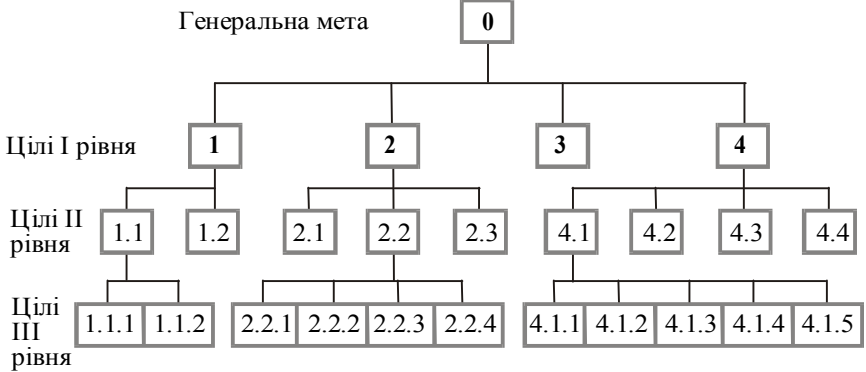 Генеральна мета 0
Цілі I рівня 1 2 3 4
Цілі II
рівня
1.1 1.2 2.1 2.2 2.3 4.1 4.2 4.3 4.4
Цілі
III
рівня
1.1.1 1.1.2 2.2.1 2.2.2 2.2.3 2.2.4 4.1.1 4.1.2 4.1.3 4.1.4 4.1.5